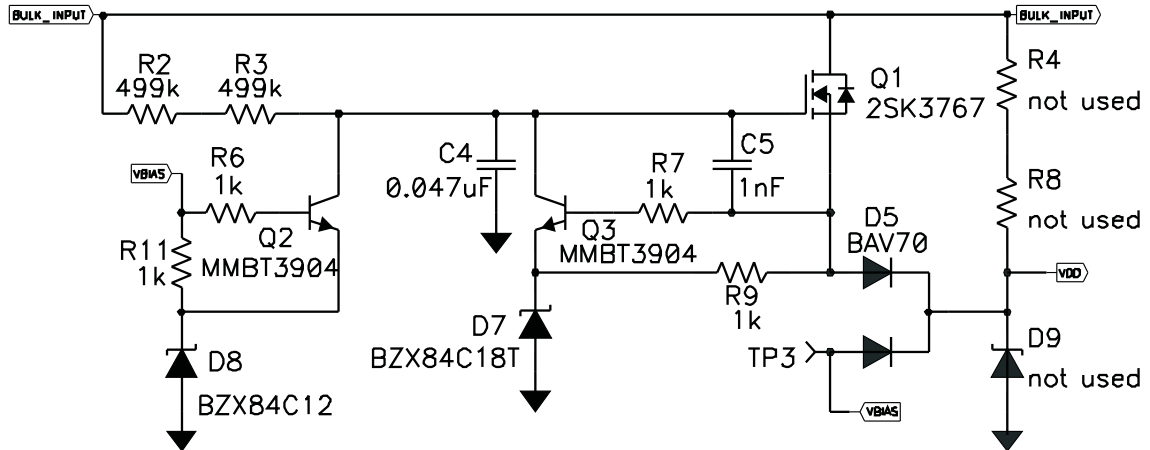 BULK_INPUT
BULK_INPUT
R2
499k
R3
499k
Q1
2SK3767
R4
not used
R6
1k
VBIAS
C4
0.047uF
R7
1k
C5
1nF
R8
not used
R11
1k
Q2
MMBT3904
Q3
MMBT3904
D5
BAV70
VDD
R9
1k
D7
BZX84C18T
D8
BZX84C12
TP3
D9
not used
VBIAS